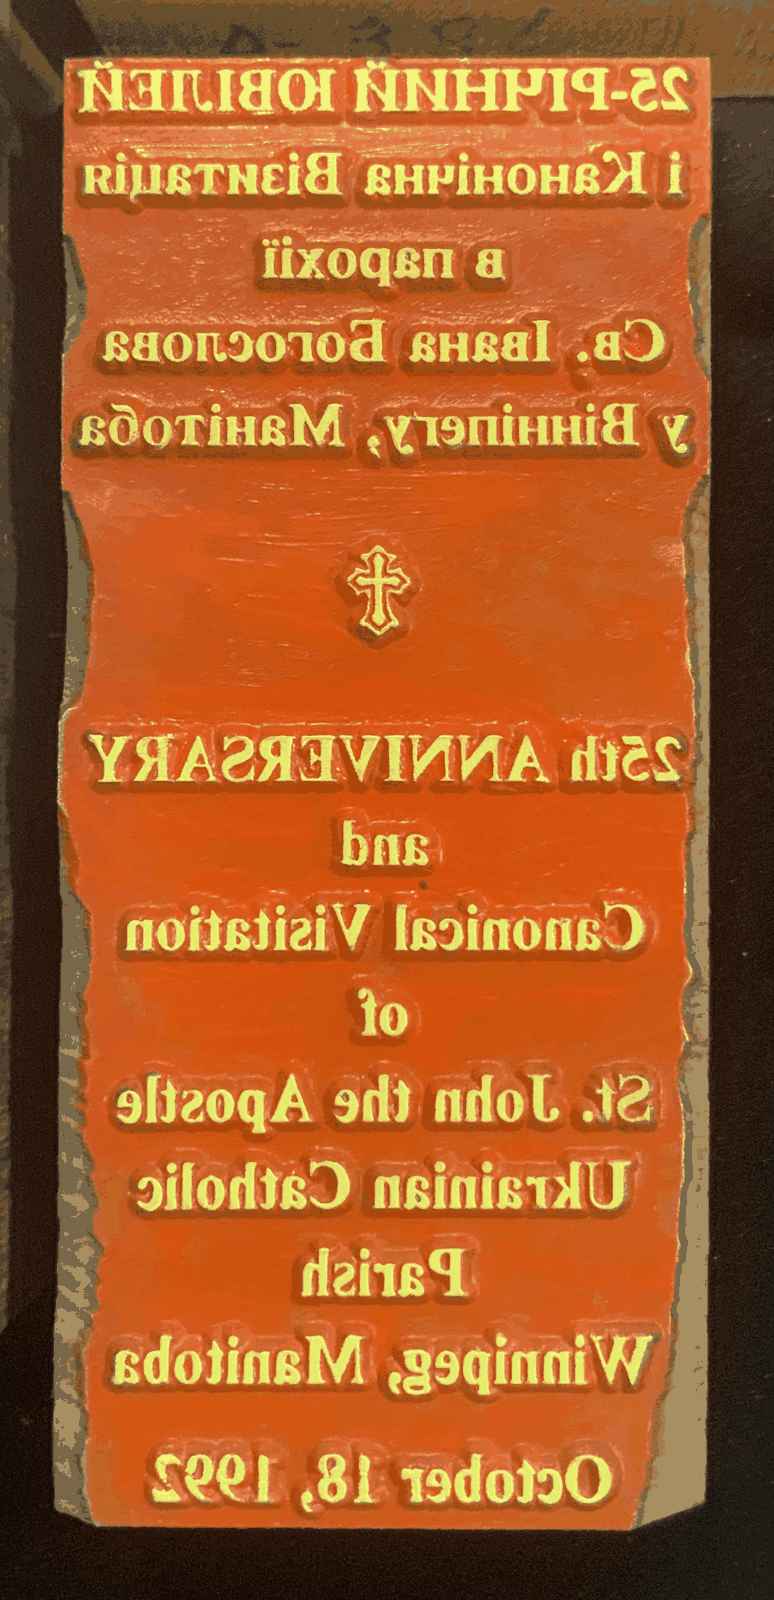 25-РІЧНИЙ ЮВІЛЕЙ
і Канонічна Візитація
в парохії
Св. Івана Богослова
у Вінніпегу, Манітоба
25th ANNIVERSARY
and
Canonical Visitation
of
St. John the Apostle
Ukrainian Catholic
Parish
Winnipeg, Manitoba
October 18, 1992